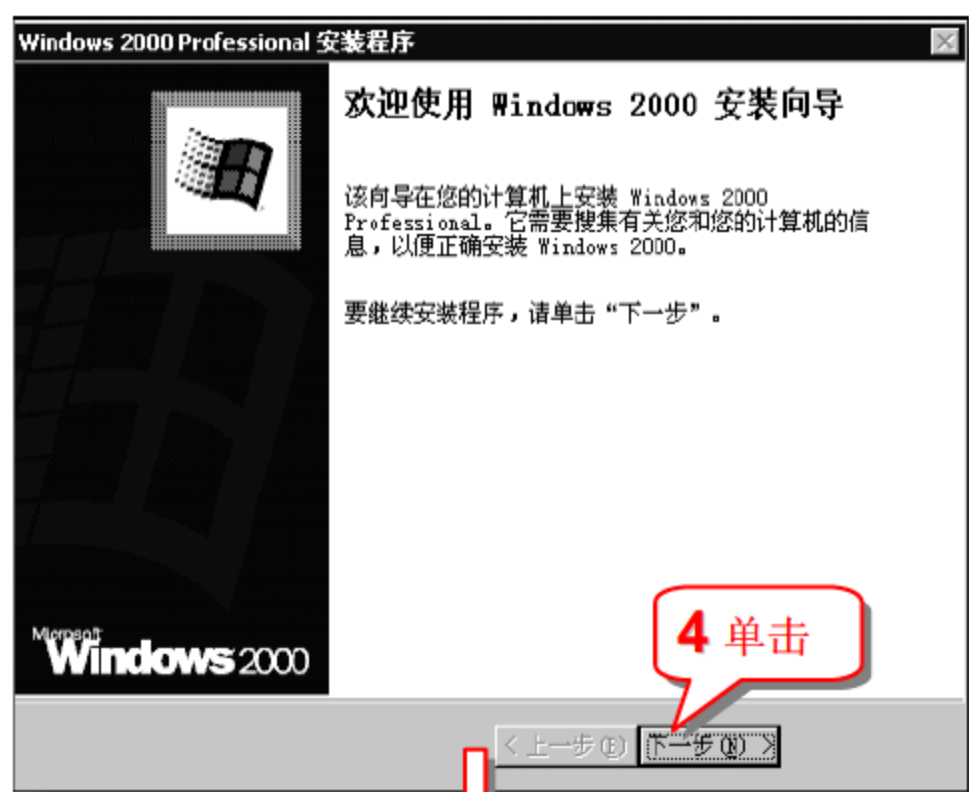 Windows 2000 Professional 安装程序
欢迎使用 Windows 2000 安装向导
该向导在您的计算机上安装 Windows 2000
Professional。它需要搜集有关您和您的计算机的信
息，以便正确安装 Windows 2000。
要继续安装程序，请单击“下一步”。
4 单击
Microsoft
Windows 2000
< 上一步(B)
下一步(N) >